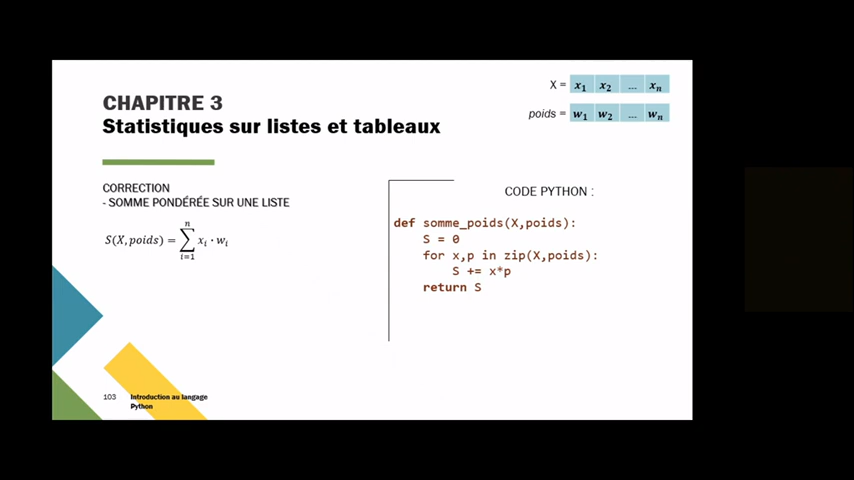 CHAPITRE 3
Statistiques sur listes et tableaux
X = x₁ x₂ ... xₙ
poids = w₁ w₂ ... wₙ
CORRECTION
- SOMME PONDÉRÉE SUR UNE LISTE
S(X, poids) = ∑ⁿᵢ₌₁ xᵢ · wᵢ
CODE PYTHON :
def somme_poids(X,poids):
    S = 0
    for x,p in zip(X,poids):
        S += x*p
    return S
103 Introduction au langage
Python